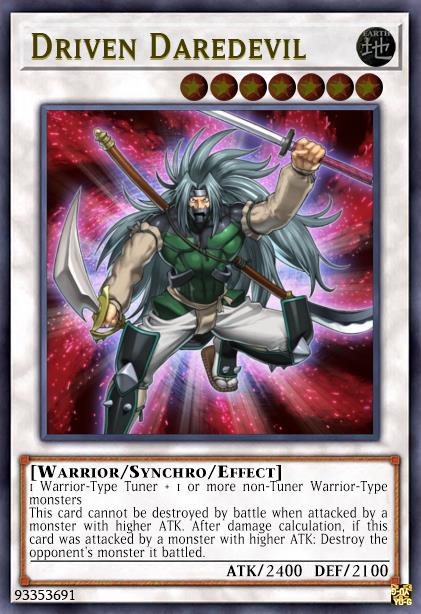 DRIVEN DAREDEVIL
EARTH
地
[WARRIOR/SYNCHRO/EFFECT]
1 Warrior-Type Tuner + 1 or more non-Tuner Warrior-Type
monsters
This card cannot be destroyed by battle when attacked by a
monster with higher ATK. After damage calculation, if this
card was attacked by a monster with higher ATK: Destroy the
opponent's monster it battled.
ATK/2400 DEF/2100
93353691